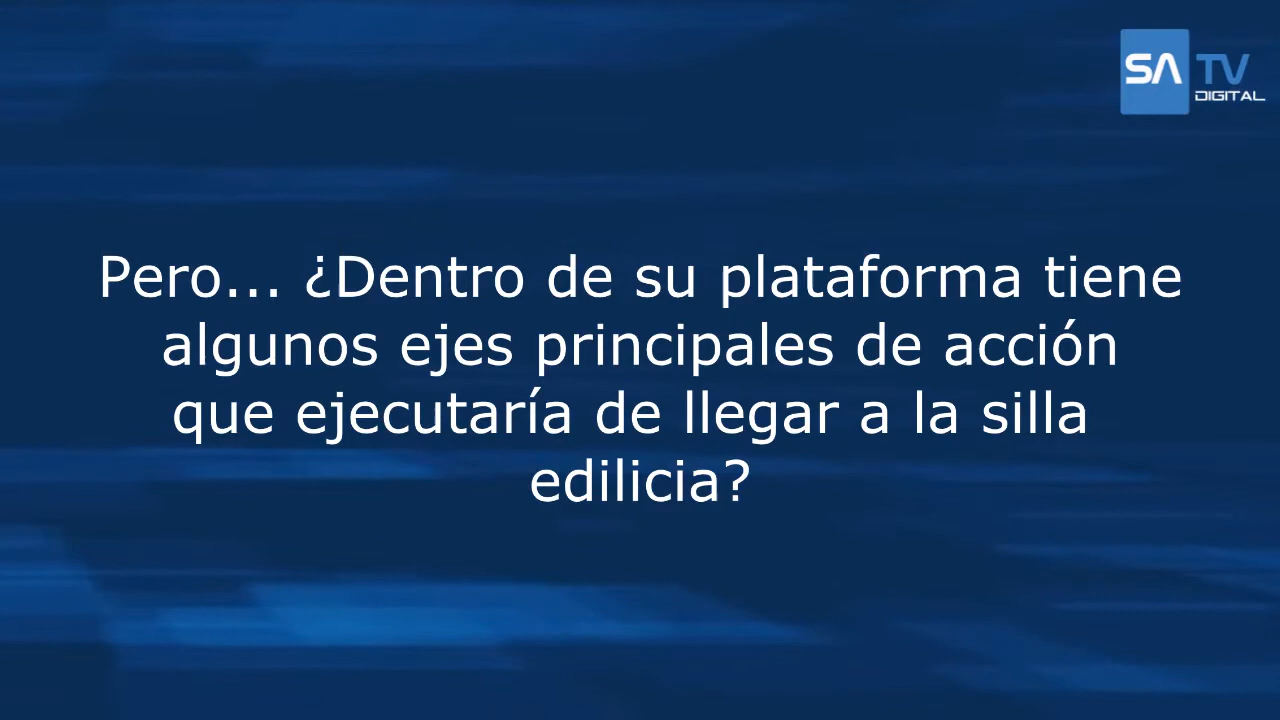 SA TV
DIGITAL
Pero... ¿Dentro de su plataforma tiene
algunos ejes principales de acción
que ejecutaría de llegar a la silla
edilicia?